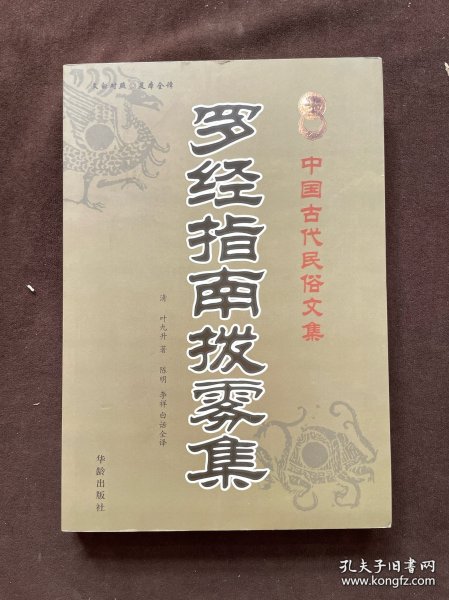 文白对照 足本全译
中国古代民俗文集
罗经指南拨雾集
清 叶九升 著 陈明 李祥 白话全译
华龄出版社
孔夫子旧书网
www.kongfz.com